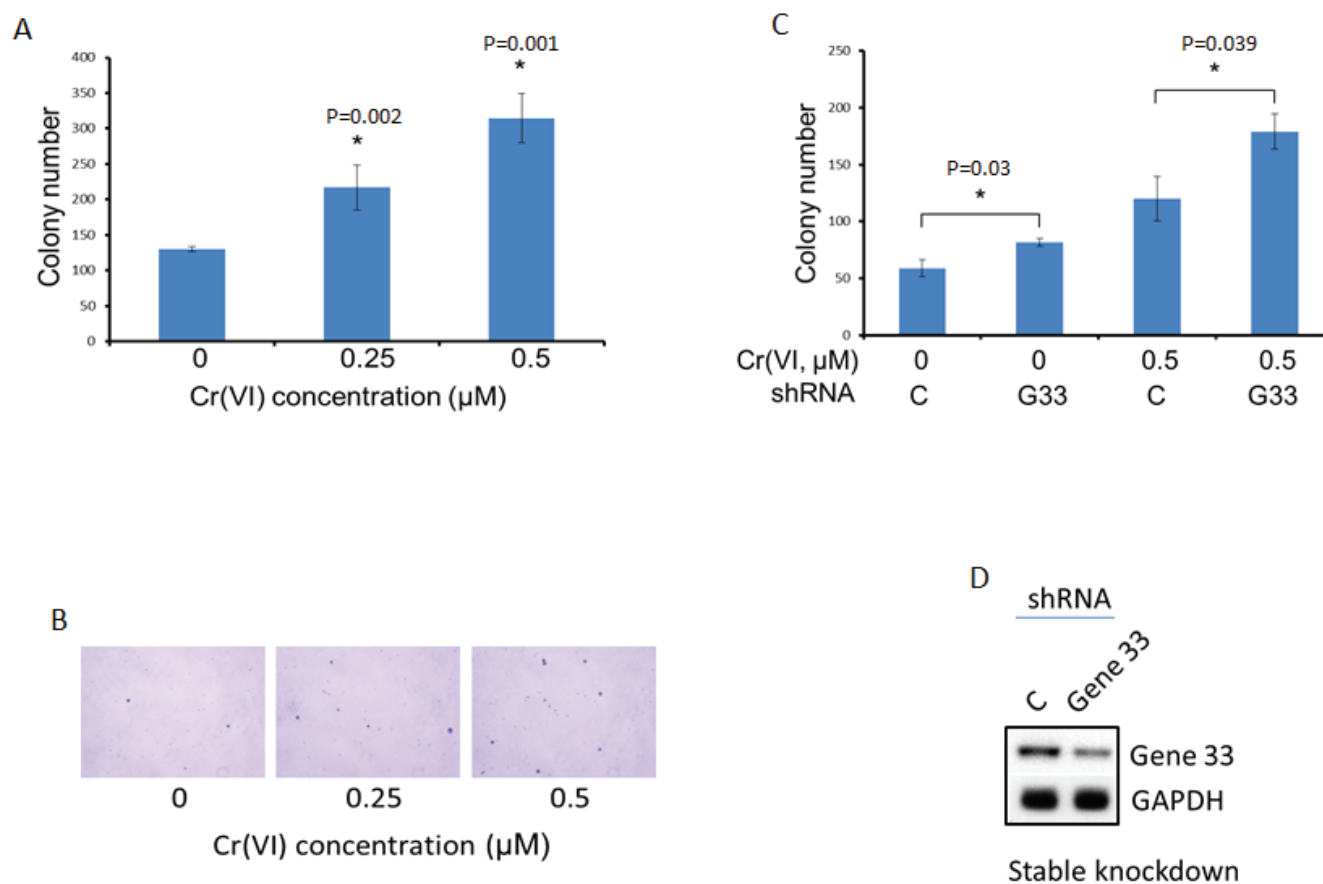 A
P=0.001
*
P=0.002
*
400
350
300
250
200
150
100
50
0
Colony number
0 0.25 0.5
Cr(VI) concentration (µM)
C
P=0.039
*
P=0.03
*
250
200
150
100
50
0
Colony number
Cr(VI, µM) 0 0 0.5 0.5
shRNA C G33 C G33
B
0 0.25 0.5
Cr(VI) concentration (µM)
D
shRNA
C Gene 33
Gene 33
GAPDH
Stable knockdown